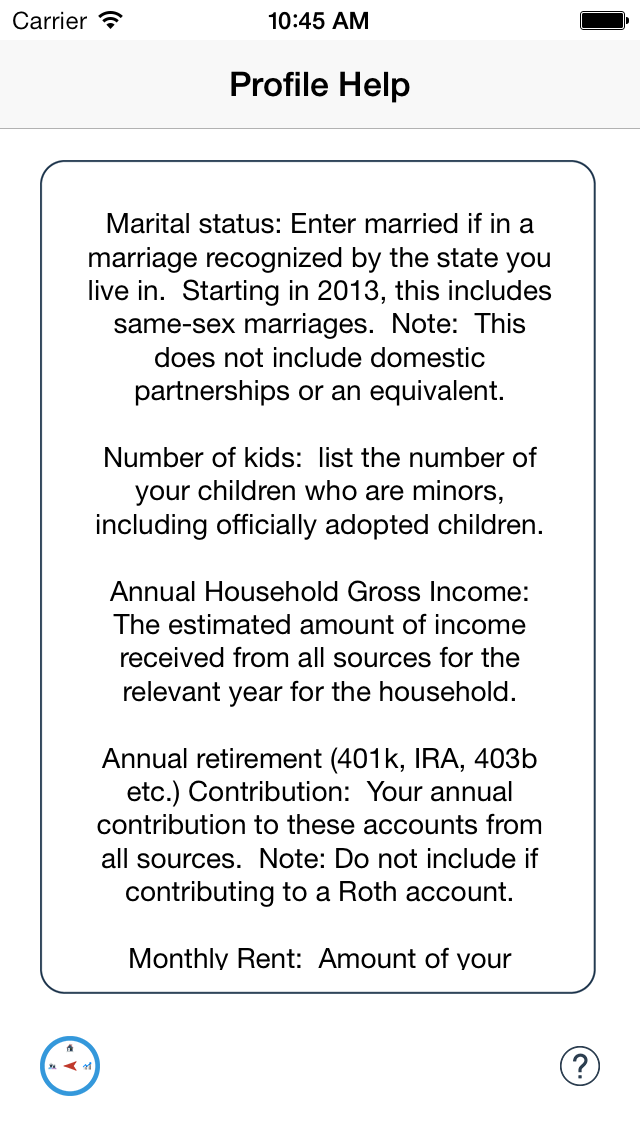 Carrier 10:45 AM
Profile Help
Marital status: Enter married if in a
marriage recognized by the state you
live in.  Starting in 2013, this includes
same-sex marriages.  Note:  This
does not include domestic
partnerships or an equivalent.
Number of kids:  list the number of
your children who are minors,
including officially adopted children.
Annual Household Gross Income:
The estimated amount of income
received from all sources for the
relevant year for the household.
Annual retirement (401k, IRA, 403b
etc.) Contribution:  Your annual
contribution to these accounts from
all sources.  Note: Do not include if
contributing to a Roth account.
Monthly Rent:  Amount of your
?